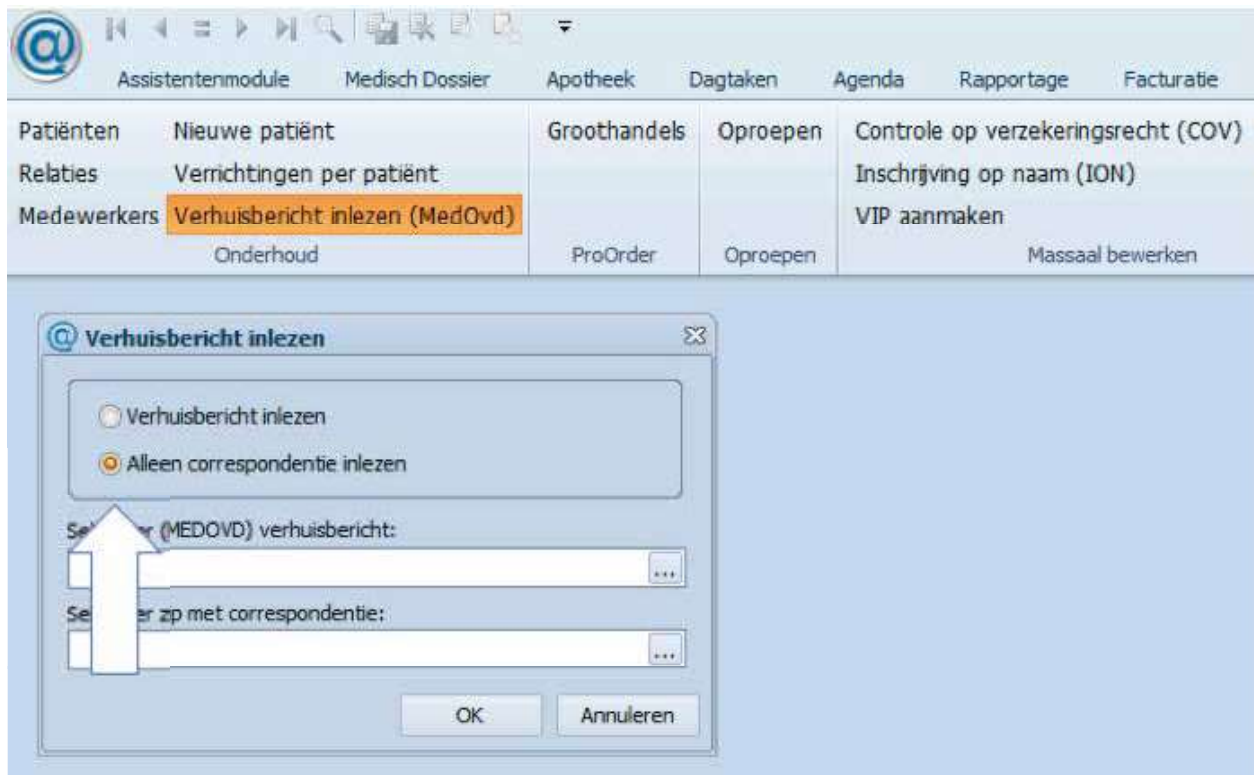 @
Assistentenmodule Medisch Dossier Apotheek Dagtaken Agenda Rapportage Facturatie
Patiënten Nieuwe patiënt Groothandels Oproepen Controle op verzekeringsrecht (COV)
Relaties Verrichtingen per patiënt Inschrijving op naam (ION)
Medewerkers Verhuisbericht inlezen (MedOvd) VIP aanmaken
Onderhoud ProOrder Oproepen Massaal bewerken
@ Verhuisbericht inlezen
Verhuisbericht inlezen
Alleen correspondentie inlezen
(MEDOVD) verhuisbericht:
...
zip met correspondentie:
...
OK Annuleren